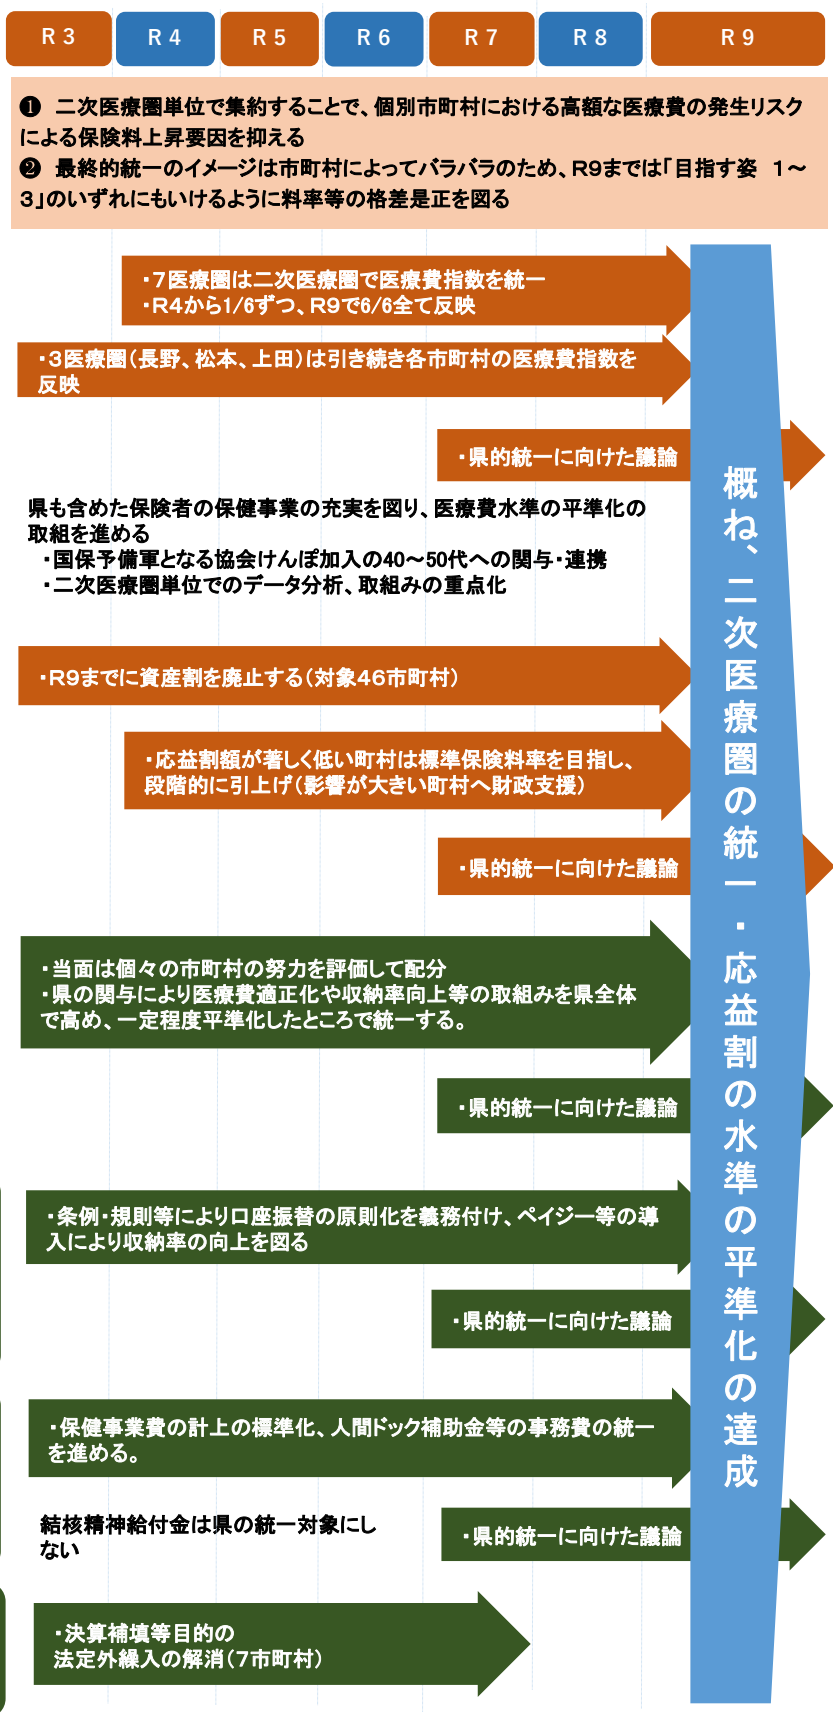 R3 R4 R5 R6 R7 R8 R9
❶ 二次医療圏単位で集約することで、個別市町村における高額な医療費の発生リスク
による保険料上昇要因を抑える
❷ 最終的統一のイメージは市町村によってバラバラのため、R9までは「目指す姿 1～
3」のいずれにもいけるように料率等の格差是正を図る
・7医療圏は二次医療圏で医療費指数を統一
・R4から1/6ずつ、R9で6/6全て反映
・3医療圏（長野、松本、上田）は引き続き各市町村の医療費指数を
反映
・県的統一に向けた議論
県も含めた保険者の保健事業の充実を図り、医療費水準の平準化の
取組を進める
・国保予備軍となる協会けんぽ加入の40～50代への関与・連携
・二次医療圏単位でのデータ分析、取組みの重点化
・R9までに資産割を廃止する（対象46市町村）
・応益割額が著しく低い町村は標準保険料率を目指し、
段階的に引上げ（影響が大きい町村へ財政支援）
・県的統一に向けた議論
・当面は個々の市町村の努力を評価して配分
・県の関与により医療費適正化や収納率向上等の取組みを県全体
で高め、一定程度平準化したところで統一する。
・県的統一に向けた議論
・条例・規則等により口座振替の原則化を義務付け、ペイジー等の導
入により収納率の向上を図る
・県的統一に向けた議論
・保健事業費の計上の標準化、人間ドック補助金等の事務費の統一
を進める。
結核精神給付金は県の統一対象にし
ない
・県的統一に向けた議論
・決算補填等目的の
法定外繰入の解消（7市町村）
概ね、二次医療圏の統一・応益割の水準の平準化の達成